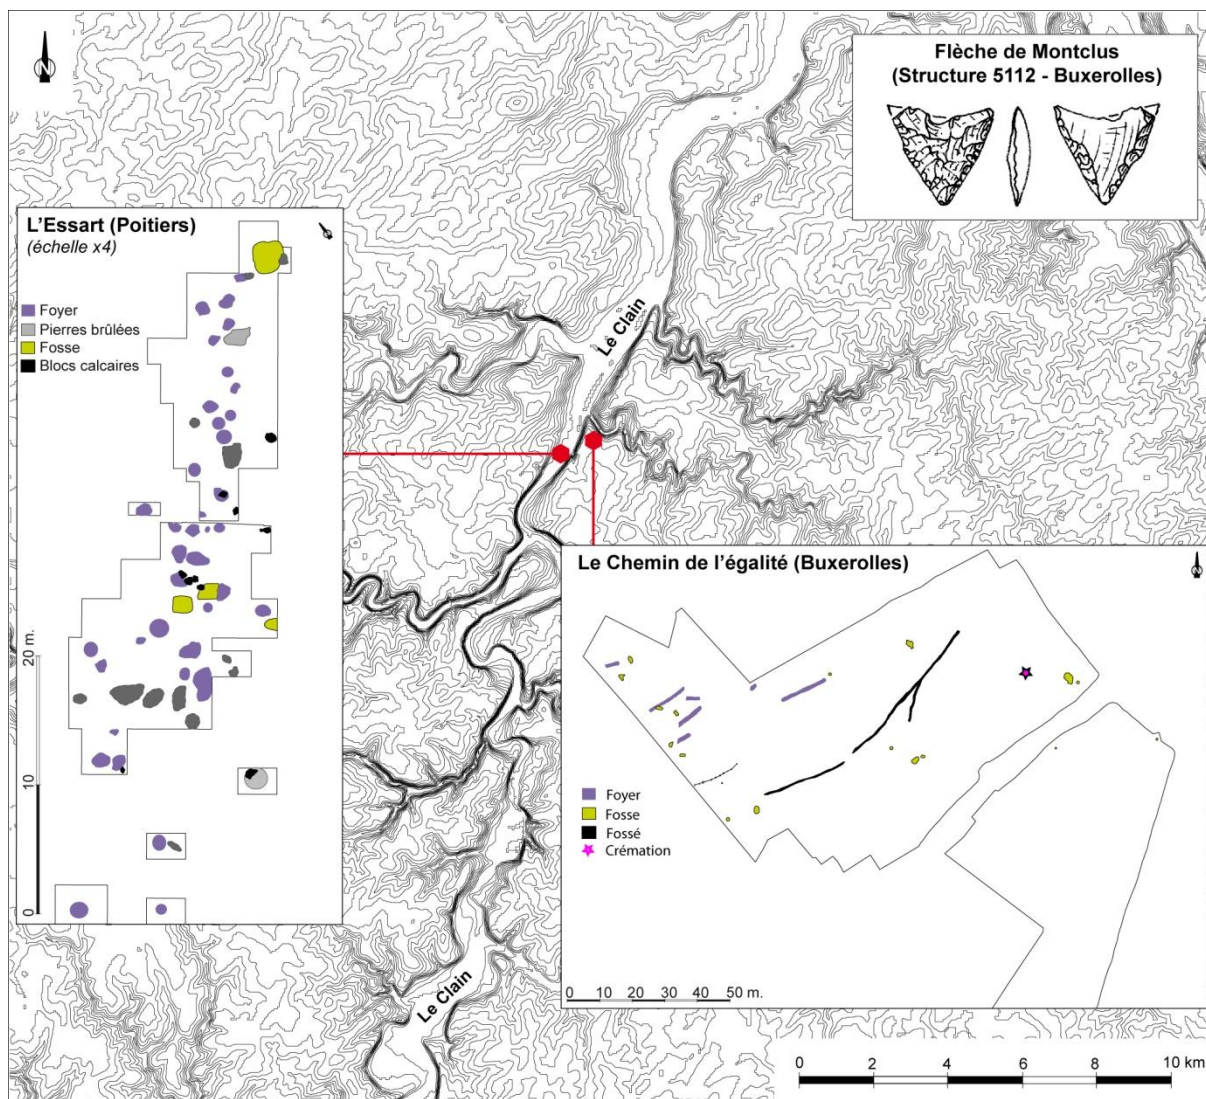 N
Flèche de Montclus
(Structure 5112 - Buxerolles)
L'Essart (Poitiers)
(échelle x4)
Foyer
Pierres brûlées
Fosse
Blocs calcaires
20 m.
10
0
Le Clain
Le Chemin de l'égalité (Buxerolles)
Foyer
Fosse
Fossé
Crémation
0 10 20 30 40 50 m.
Le Clain
0 2 4 6 8 10 km